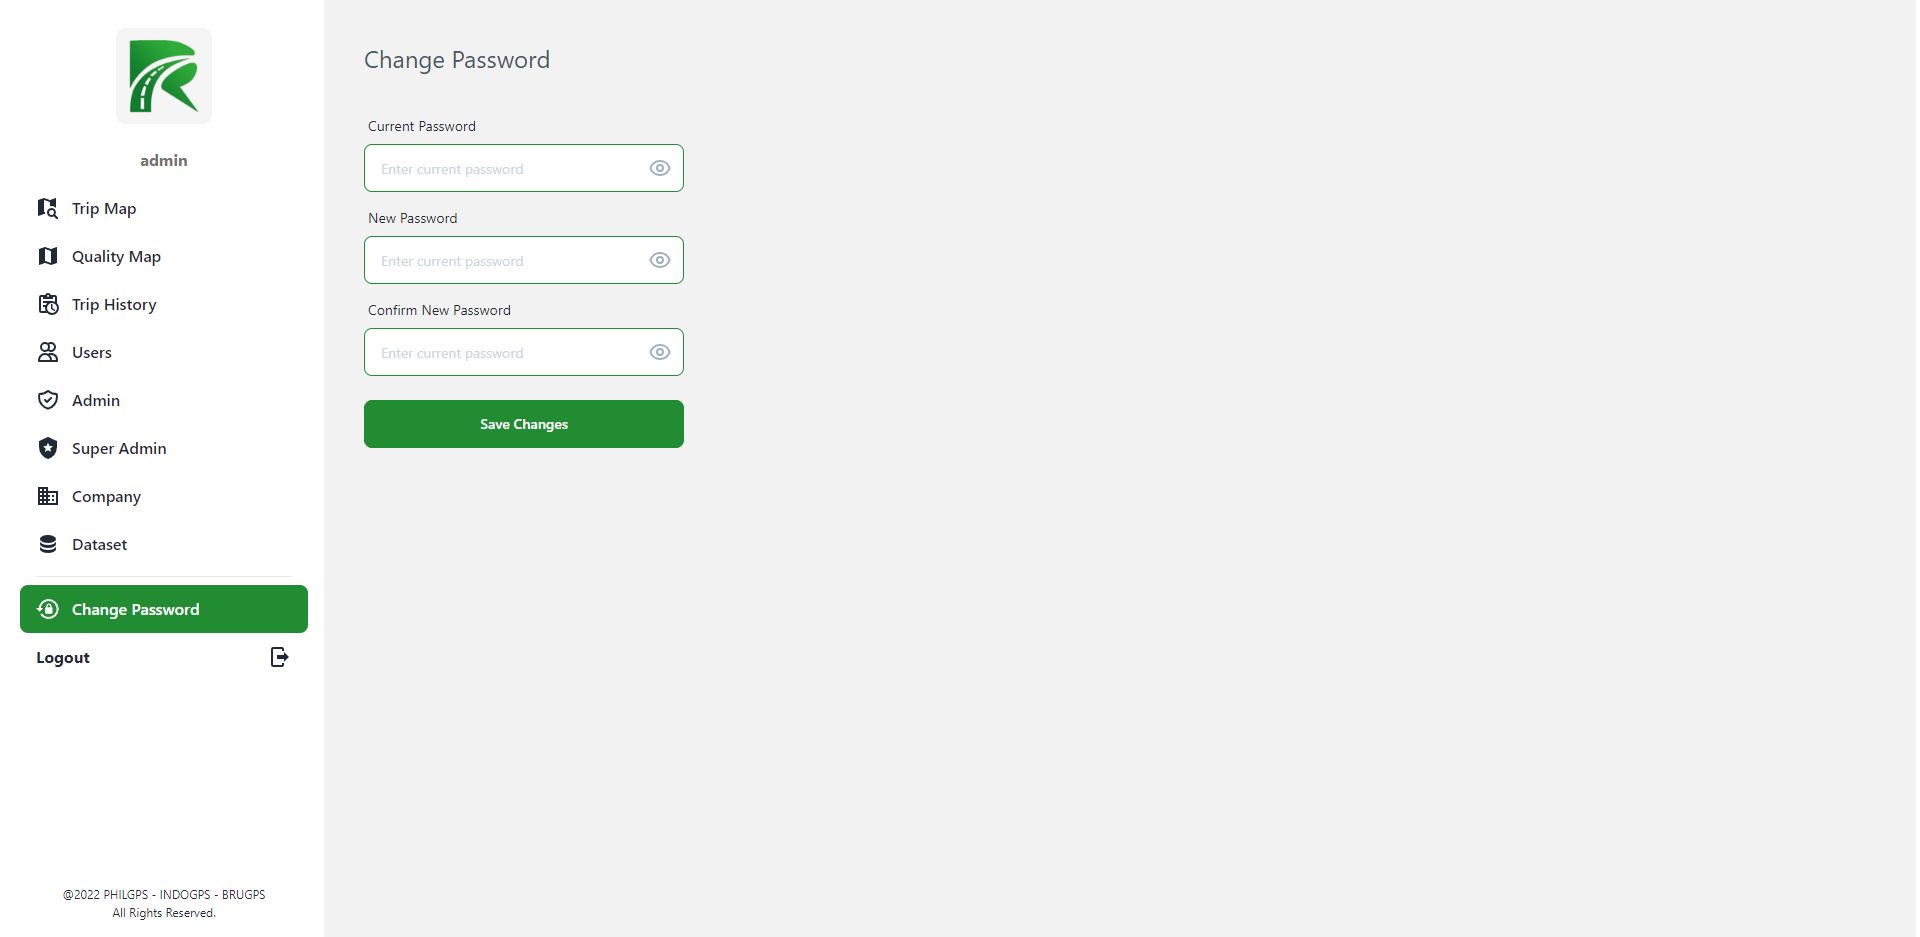 admin
Trip Map
Quality Map
Trip History
Users
Admin
Super Admin
Company
Dataset
Change Password
Logout
@2022 PHILGPS - INDOGPS - BRUGPS
All Rights Reserved.
Change Password
Current Password
Enter current password
New Password
Enter current password
Confirm New Password
Enter current password
Save Changes